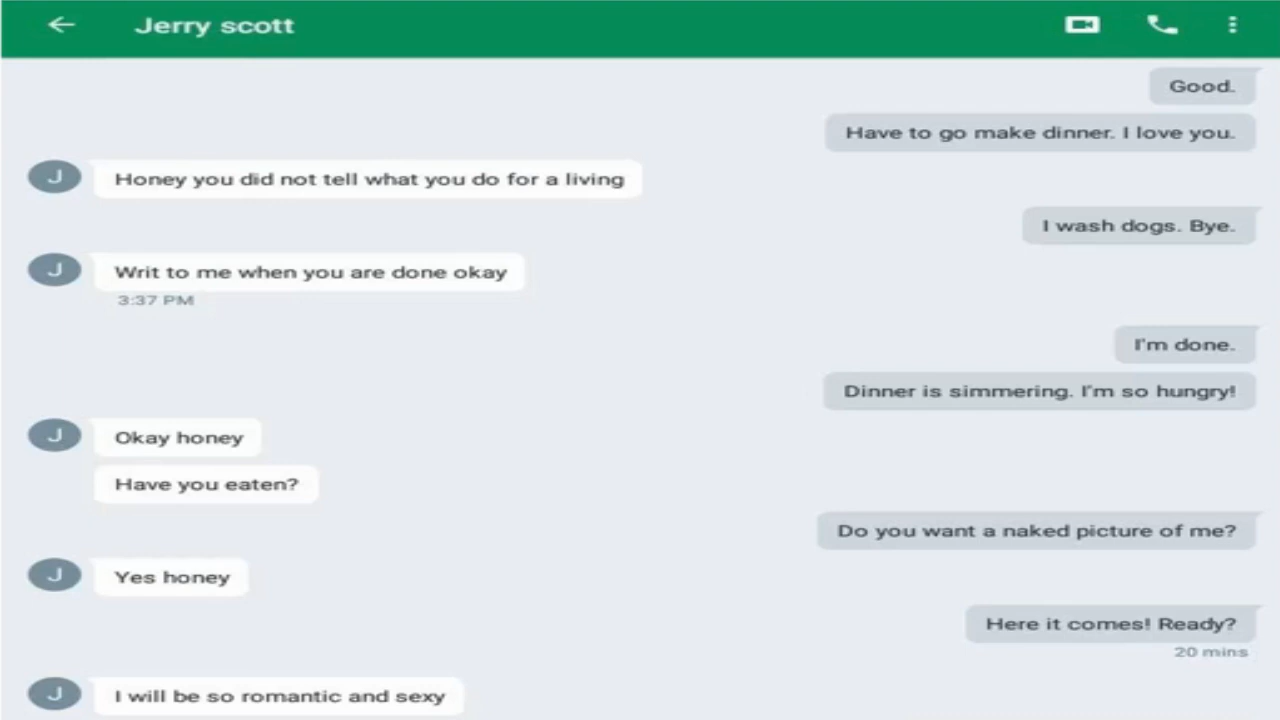 Jerry scott
Good.
Have to go make dinner. I love you.
J
Honey you did not tell what you do for a living
I wash dogs. Bye.
J
Writ to me when you are done okay
3:37 PM
I'm done.
Dinner is simmering. I'm so hungry!
J
Okay honey
Have you eaten?
Do you want a naked picture of me?
J
Yes honey
Here it comes! Ready?
20 mins
J
I will be so romantic and sexy